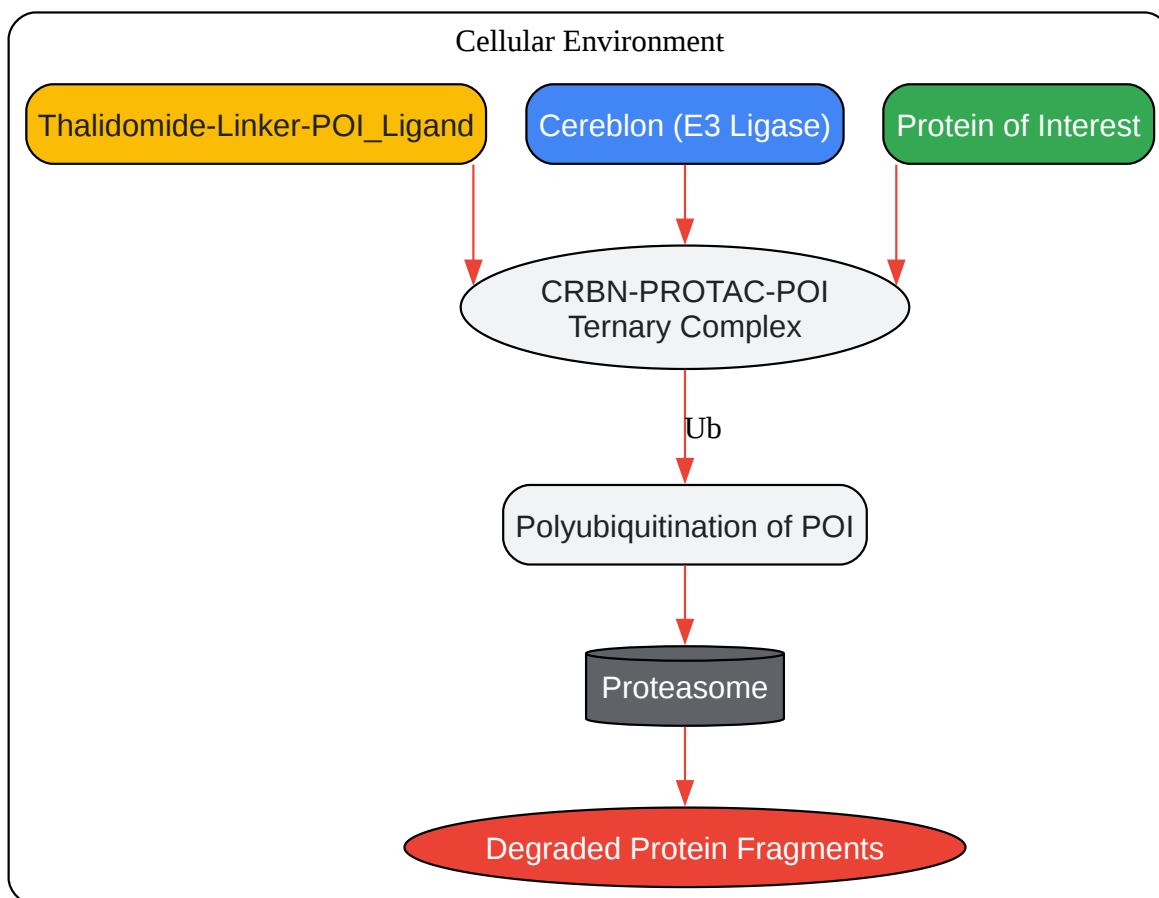 Cellular Environment
Thalidomide-Linker-POI_Ligand
Cereblon (E3 Ligase)
Protein of Interest
CRBN-PROTAC-POI
Ternary Complex
Ub
Polyubiquitination of POI
Proteasome
Degraded Protein Fragments